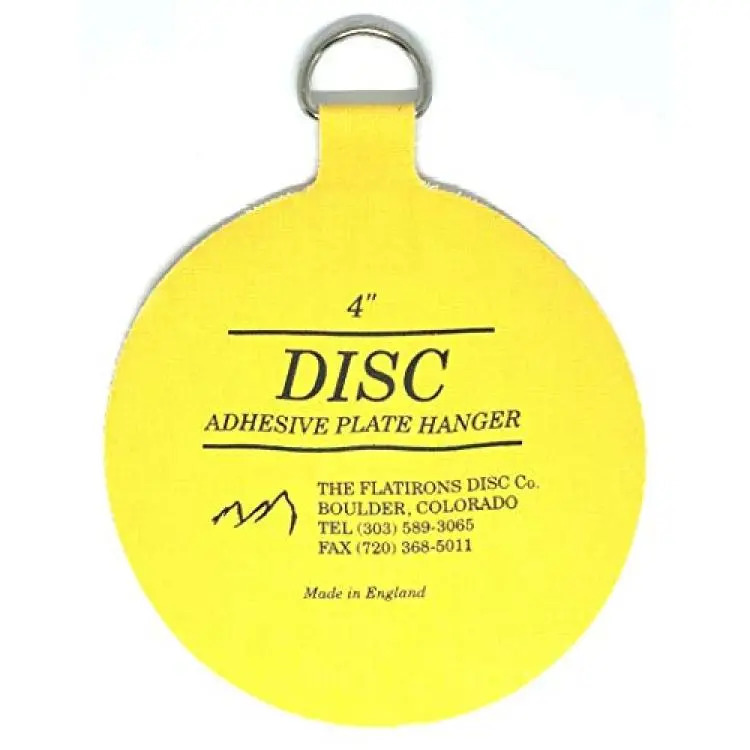 4"
DISC
ADHESIVE PLATE HANGER
THE FLATIRONS DISC Co.
BOULDER, COLORADO
TEL (303) 589-3065
FAX (720) 368-5011
Made in England